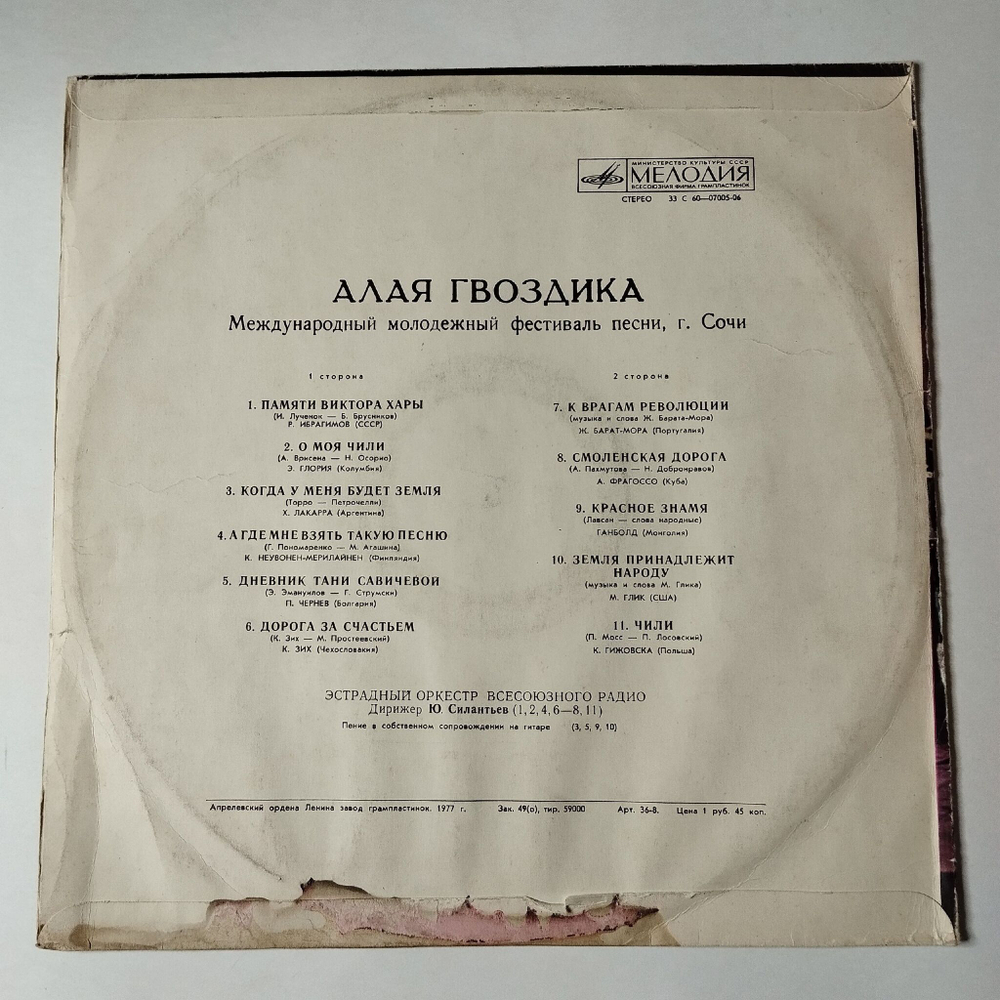 МИНИСТЕРСТВО КУЛЬТУРЫ СССР
МЕЛОДИЯ
ВСЕСОЮЗНАЯ ФИРМА ГРАМПЛАСТИНОК
СТЕРЕО 33 С 60—07005-06
АЛАЯ ГВОЗДИКА
Международный молодежный фестиваль песни, г. Сочи
1 сторона
1. ПАМЯТИ ВИКТОРА ХАРЫ
(И. Лученок — Б. Брусников)
Р. ИБРАГИМОВ (СССР)
2. О МОЯ ЧИЛИ
(А. Врисена — Н. Осорио)
Э. ГЛОРИЯ (Колумбия)
3. КОГДА У МЕНЯ БУДЕТ ЗЕМЛЯ
(Торро — Петрочелли)
Х. ЛАКАРРА (Аргентина)
4. А ГДЕ МНЕ ВЗЯТЬ ТАКУЮ ПЕСНЮ
(Г. Пономаренко — М. Агашина)
К. НЕУВОНЕН-МЕРИЛАЙНЕН (Финляндия)
5. ДНЕВНИК ТАНИ САВИЧЕВОЙ
(Э. Эмануилов — Г. Струмски)
П. ЧЕРНЕВ (Болгария)
6. ДОРОГА ЗА СЧАСТЬЕМ
(К. Зих — М. Простеевский)
К. ЗИХ (Чехословакия)
2 сторона
7. К ВРАГАМ РЕВОЛЮЦИИ
(музыка и слова Ж. Барата-Мора)
Ж. БАРАТ-МОРА (Португалия)
8. СМОЛЕНСКАЯ ДОРОГА
(А. Пахмутова — Н. Добронравов)
А. ФРАГОССО (Куба)
9. КРАСНОЕ ЗНАМЯ
(Лавсан — слова народные)
ГАНБОЛД (Монголия)
10. ЗЕМЛЯ ПРИНАДЛЕЖИТ
НАРОДУ
(музыка и слова М. Глика)
М. ГЛИК (США)
11. ЧИЛИ
(П. Мосс — П. Лосовский)
К. ГИЖОВСКА (Польша)
ЭСТРАДНЫЙ ОРКЕСТР ВСЕСОЮЗНОГО РАДИО
Дирижер Ю. Силантьев (1, 2, 4, 6—8, 11)
Пение в собственном сопровождении на гитаре (3, 5, 9, 10)
Апрелевский ордена Ленина завод грампластинок. 1977 г. Зак. 49(о), тир. 59000 Арт. 36-8. Цена 1 руб. 45 коп.